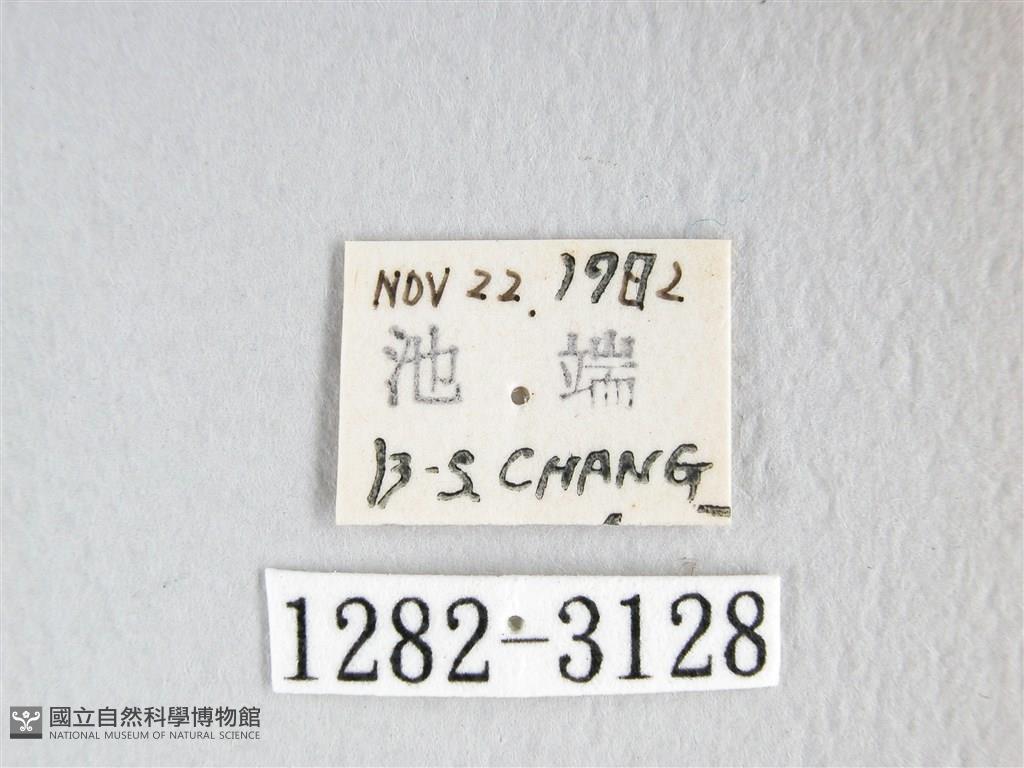 NOV 22. 1982
池 端
B-S CHANG
1282-3128
國立自然科學博物館
NATIONAL MUSEUM OF NATURAL SCIENCE